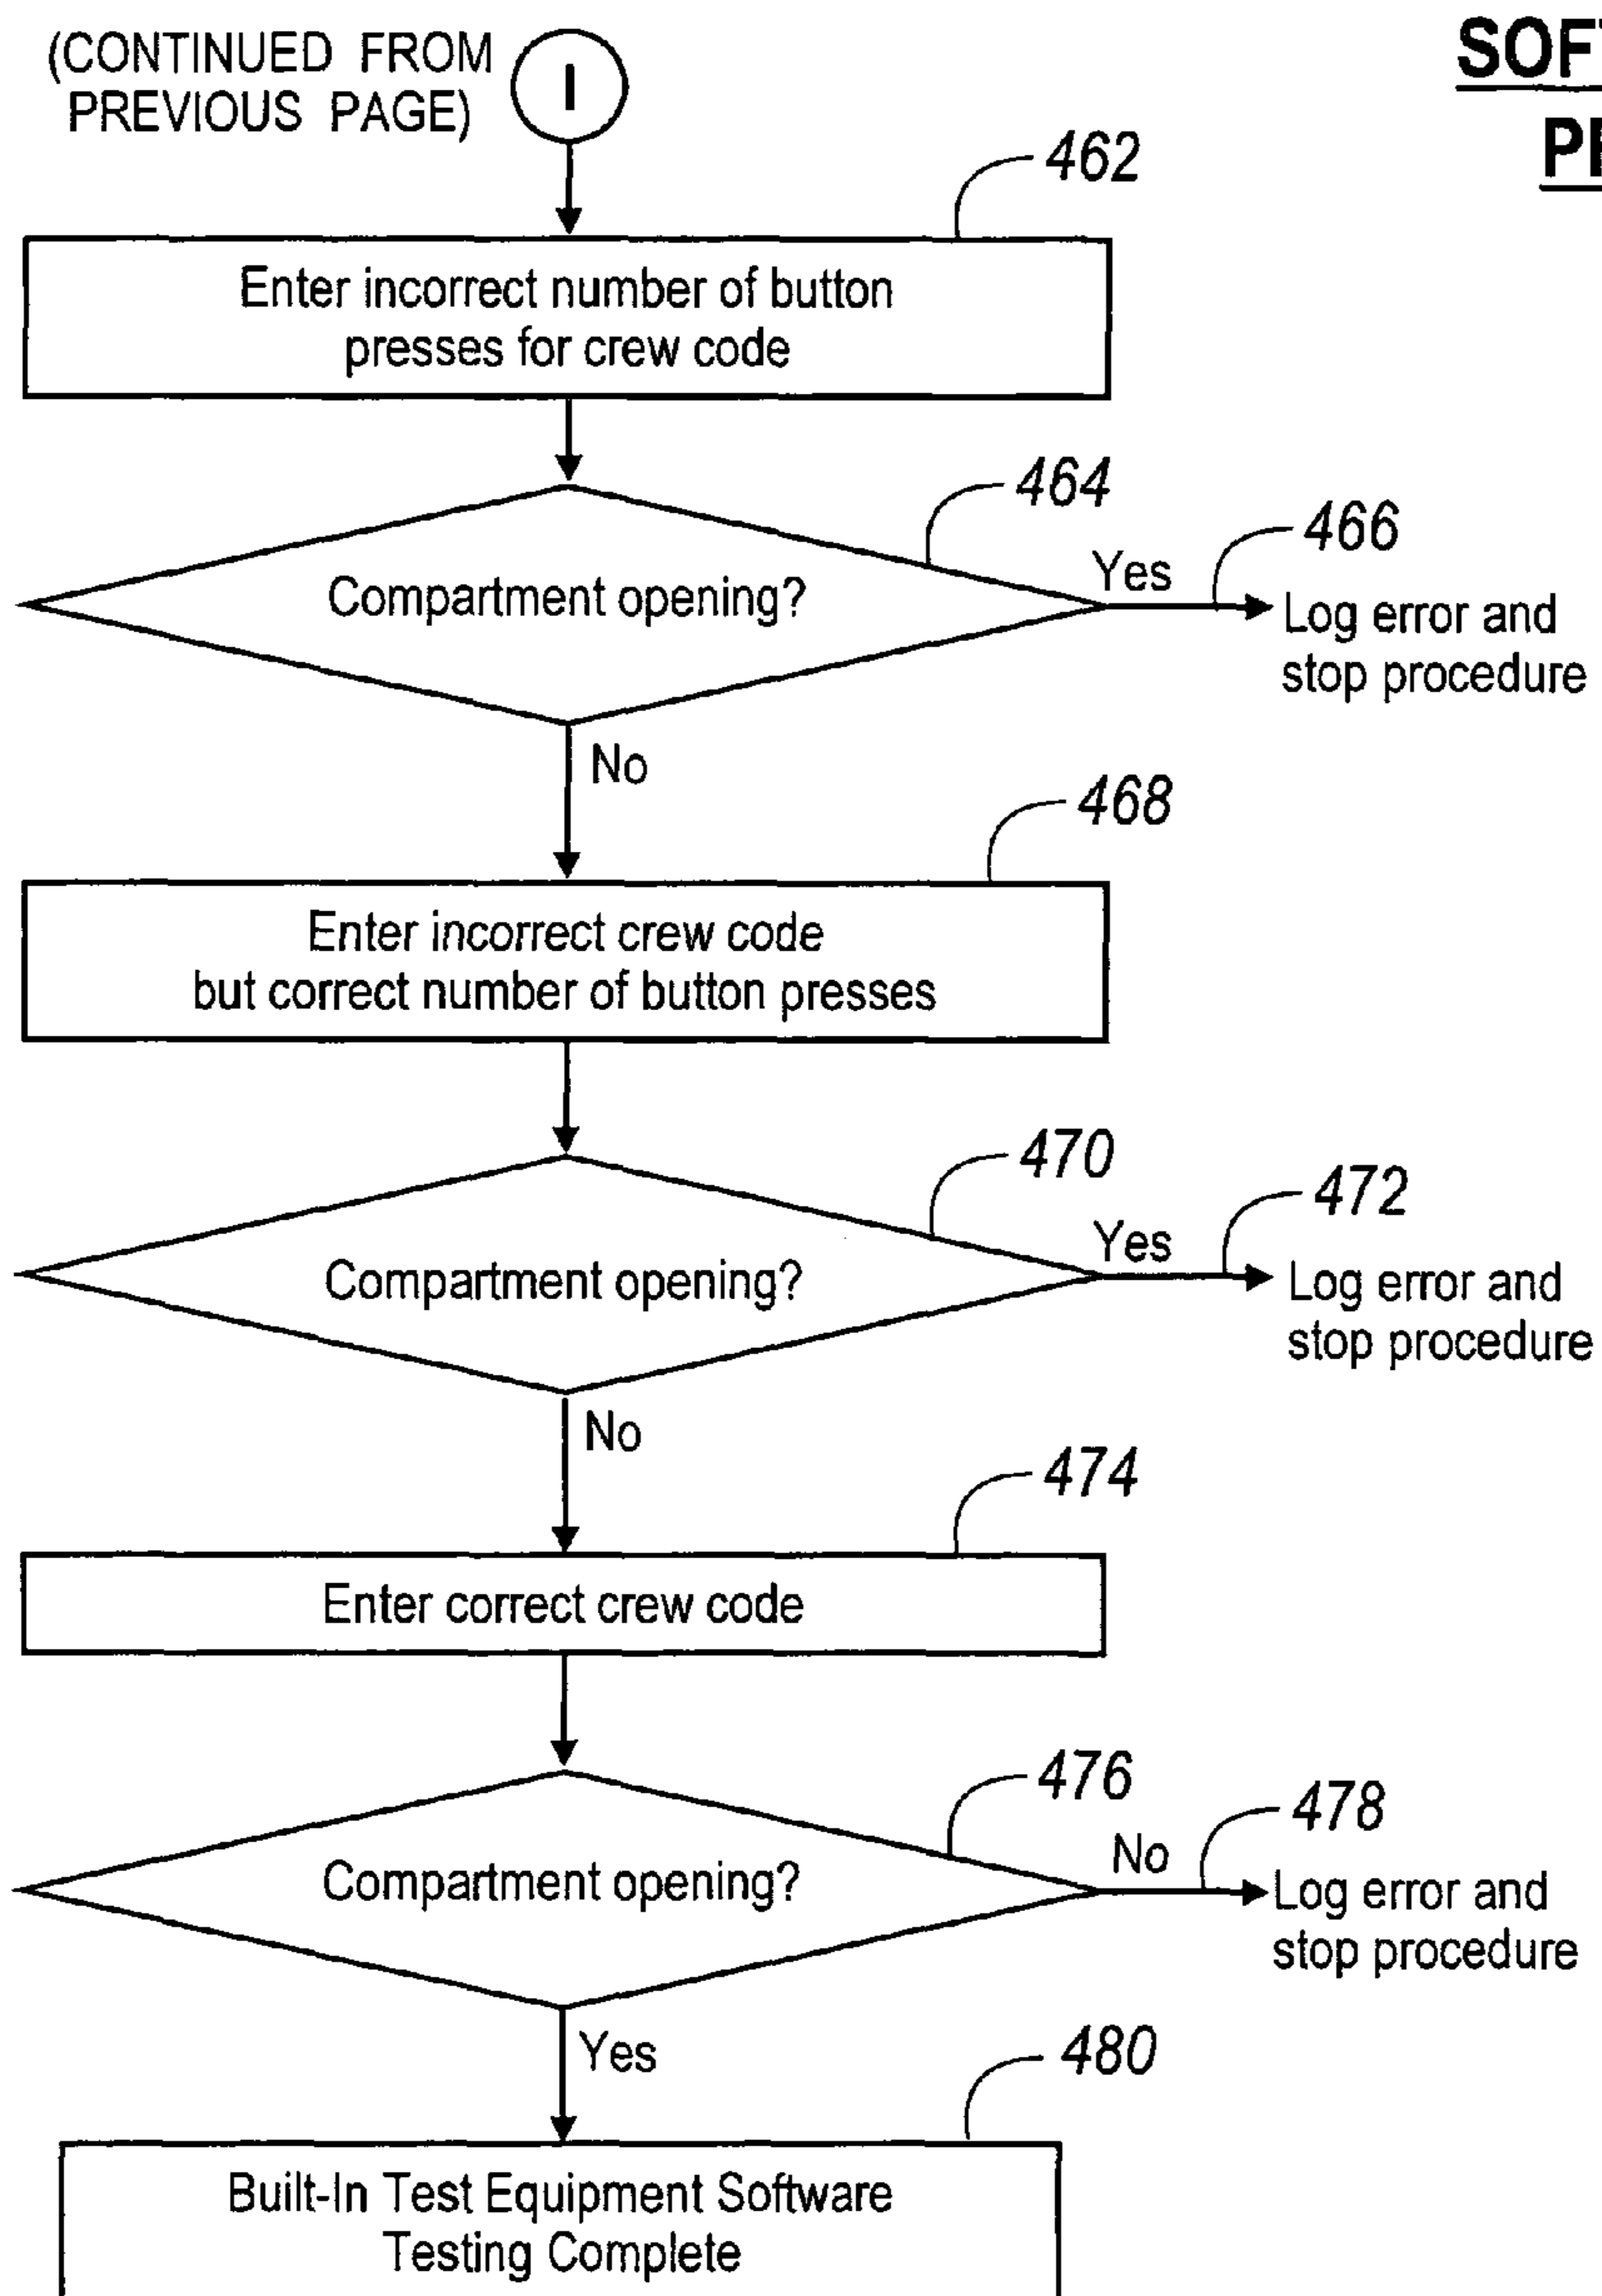 (CONTINUED FROM
PREVIOUS PAGE)
I
462
Enter incorrect number of button
presses for crew code
464
Compartment opening?
Yes
466
Log error and
stop procedure
No
468
Enter incorrect crew code
but correct number of button presses
470
Compartment opening?
Yes
472
Log error and
stop procedure
No
474
Enter correct crew code
476
Compartment opening?
No
478
Log error and
stop procedure
Yes
480
Built-In Test Equipment Software
Testing Complete